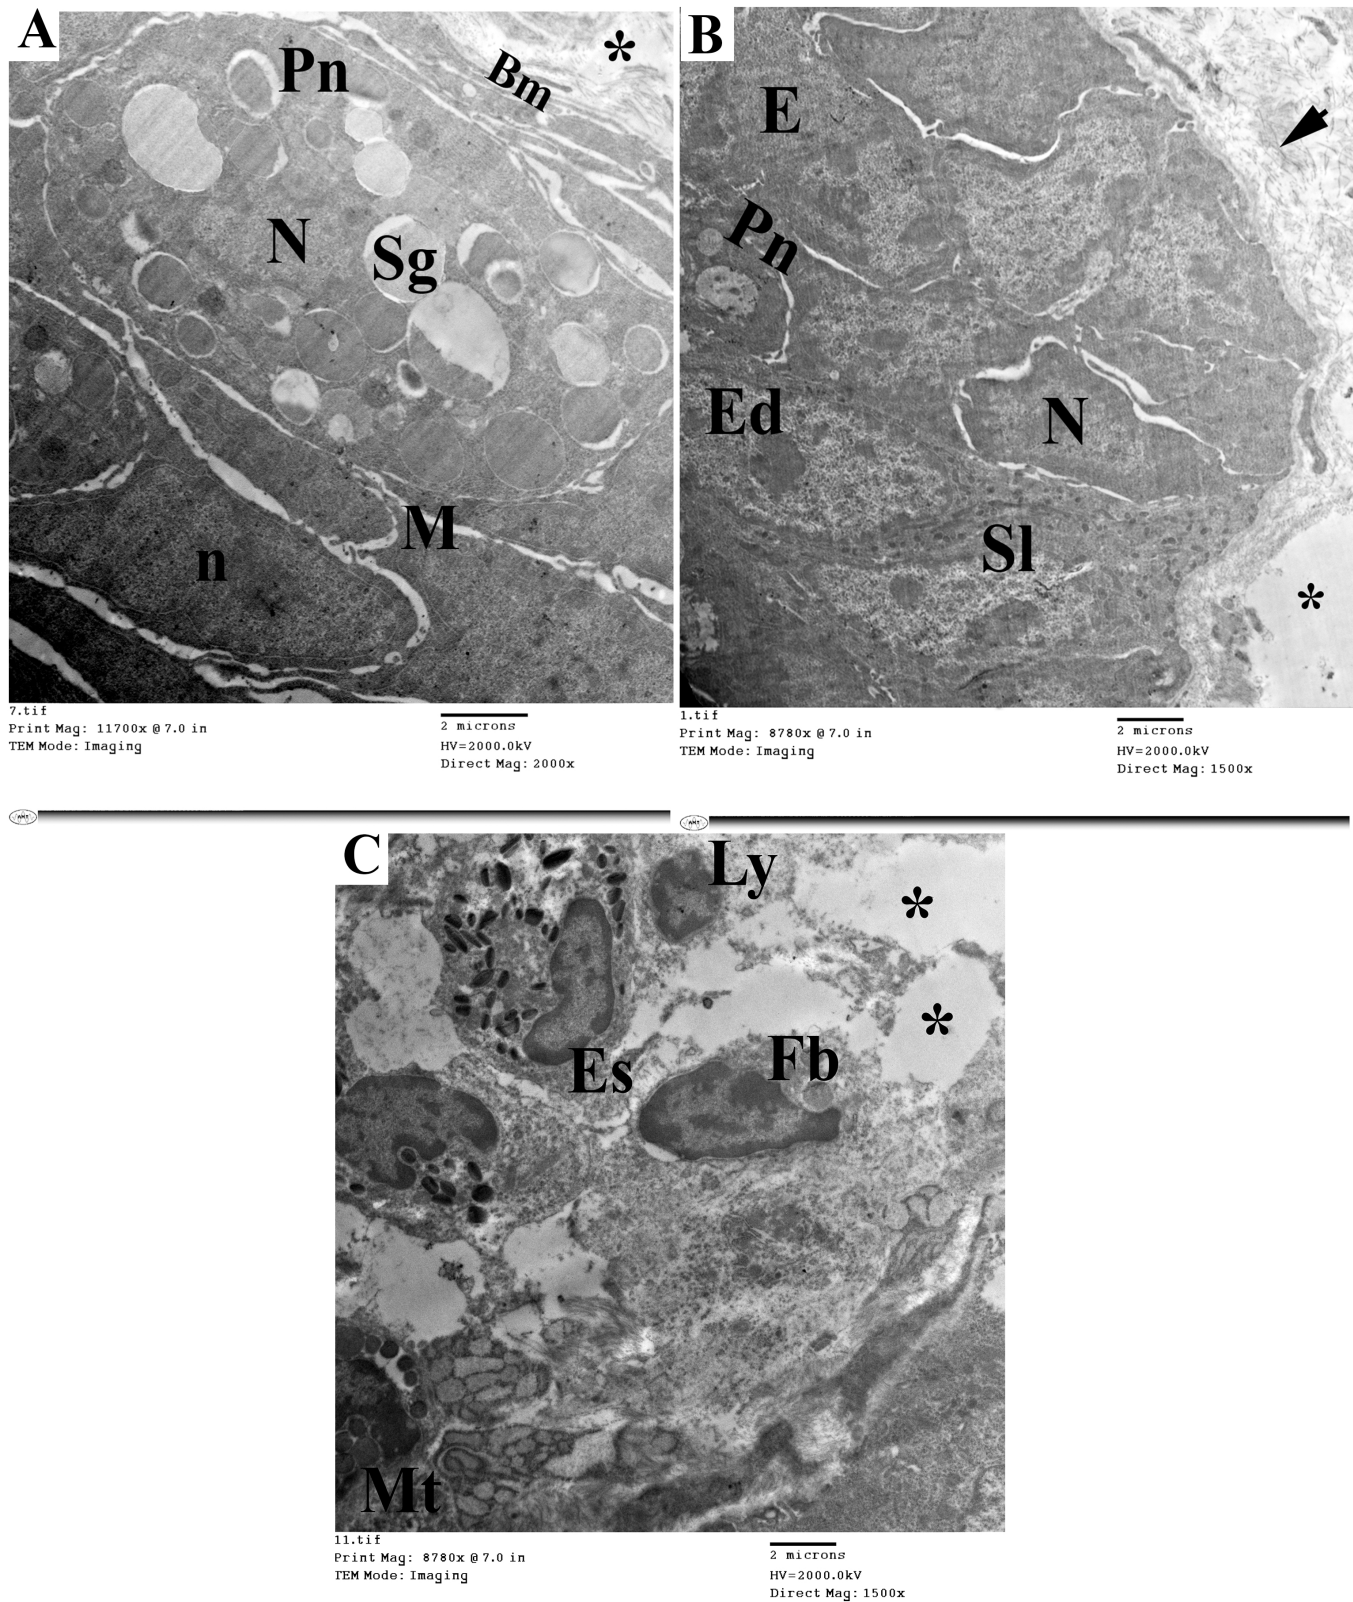 A
Pn
Bm
*
N
Sg
M
n
7.tif
Print Mag: 11700x @ 7.0 in
TEM Mode: Imaging
2 microns
HV=2000.0kV
Direct Mag: 2000x
B
E
Pn
Ed
N
Sl
*
1.tif
Print Mag: 8780x @ 7.0 in
TEM Mode: Imaging
2 microns
HV=2000.0kV
Direct Mag: 1500x
AMT
AMT
C
Ly
*
*
Es
Fb
Mt
11.tif
Print Mag: 8780x @ 7.0 in
TEM Mode: Imaging
2 microns
HV=2000.0kV
Direct Mag: 1500x